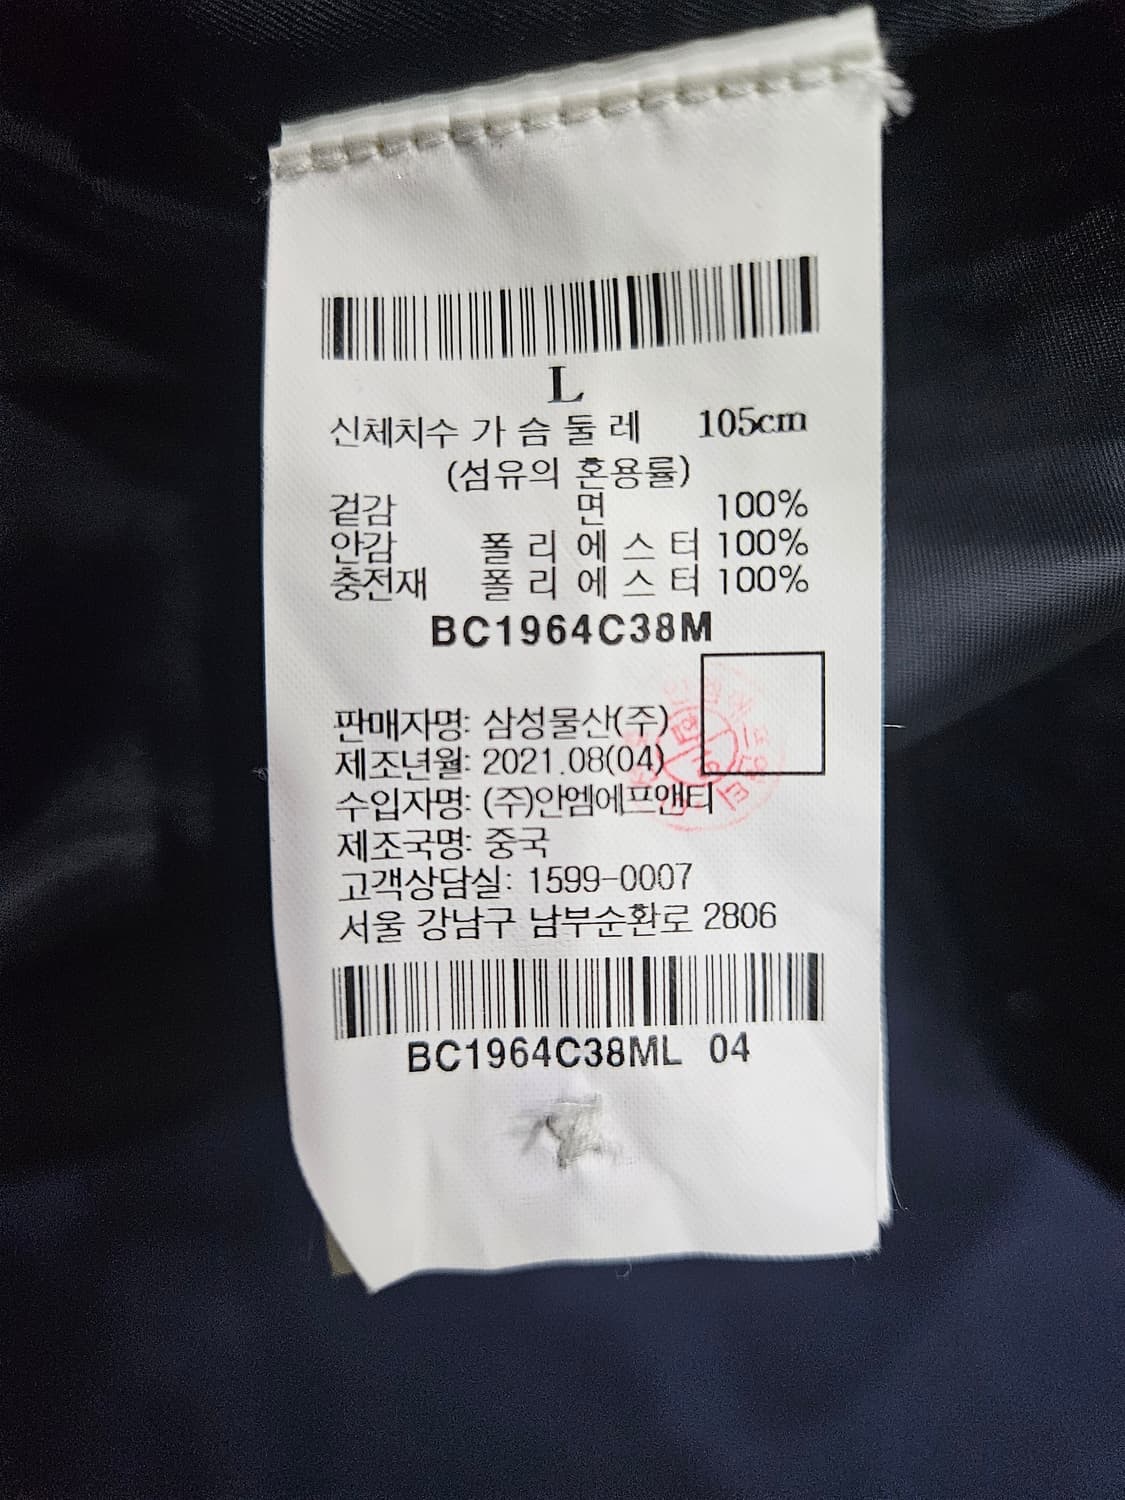 L
신체치수 가 슴 둘 레 105cm
(섬유의 혼용률)
겉감 면 100%
안감 폴 리 에 스 터 100%
충전재 폴 리 에 스 터 100%
BC1964C38M
판매자명: 삼성물산(주)
제조년월: 2021.08(04)
수입자명: (주)안엠에프앤티
제조국명: 중국
고객상담실: 1599-0007
서울 강남구 남부순환로 2806
BC1964C38ML 04